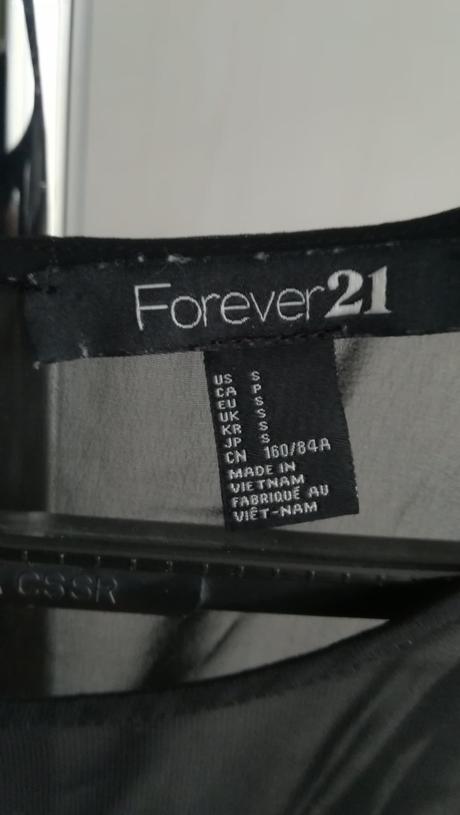 Forever21
US S
CA P
EU S
UK S
KR S
JP S
CN 160/84A
MADE IN
VIETNAM
FABRIQUÉ AU
VIÊT-NAM
CSSR